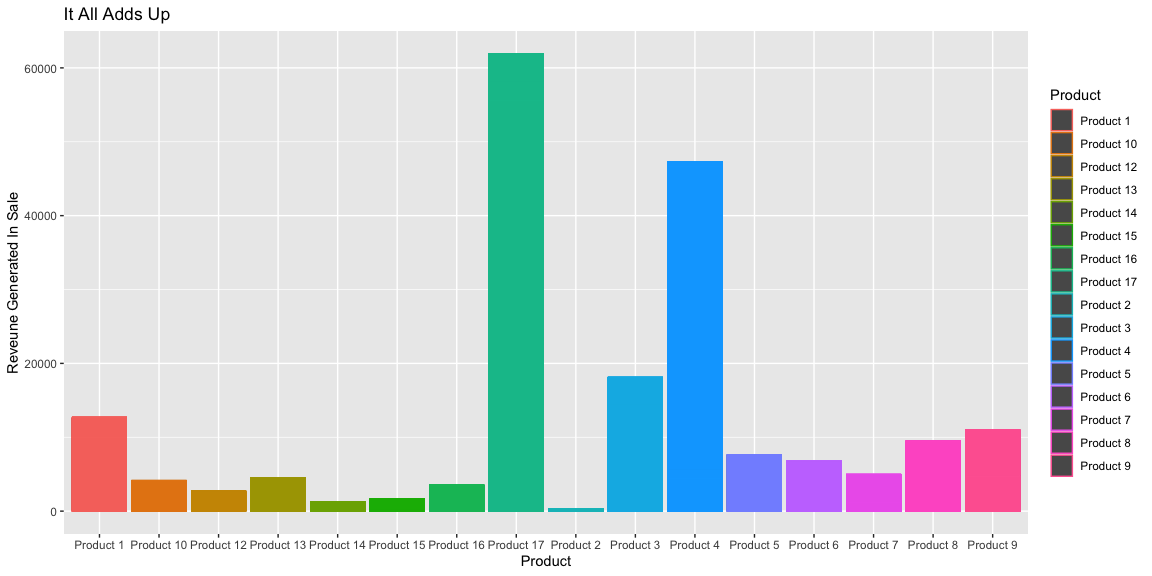 It All Adds Up
Reveune Generated In Sale
60000
40000
20000
0
Product 1 Product 10 Product 12 Product 13 Product 14 Product 15 Product 16 Product 17 Product 2 Product 3 Product 4 Product 5 Product 6 Product 7 Product 8 Product 9
Product
Product
Product 1
Product 10
Product 12
Product 13
Product 14
Product 15
Product 16
Product 17
Product 2
Product 3
Product 4
Product 5
Product 6
Product 7
Product 8
Product 9